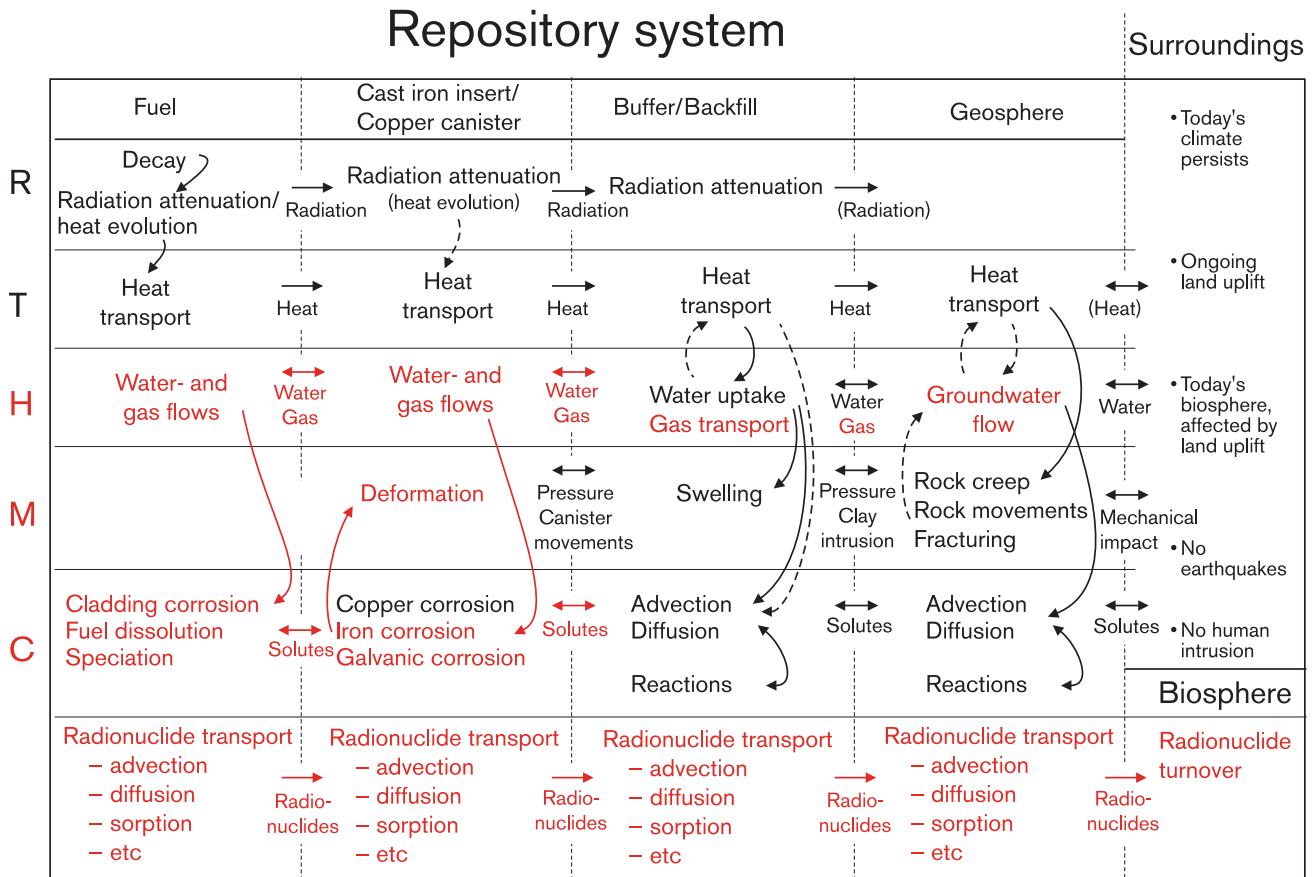 Repository system
Surroundings
Fuel
Cast iron insert/
Copper canister
Buffer/Backfill
Geosphere
• Today's
climate
persists
R
Decay
Radiation attenuation/
heat evolution
Radiation
Radiation attenuation
(heat evolution)
Radiation
Radiation attenuation
(Radiation)
T
Heat
transport
Heat
Heat
transport
Heat
Heat
transport
Heat
Heat
transport
(Heat)
• Ongoing
land uplift
H
Water- and
gas flows
Water
Gas
Water- and
gas flows
Water
Gas
Water uptake
Gas transport
Water
Gas
Groundwater
flow
Water
• Today's
biosphere,
affected by
land uplift
M
Deformation
Pressure
Canister
movements
Swelling
Pressure
Clay
intrusion
Rock creep
Rock movements
Fracturing
Mechanical
impact
• No
earthquakes
C
Cladding corrosion
Fuel dissolution
Speciation
Solutes
Copper corrosion
Iron corrosion
Galvanic corrosion
Solutes
Advection
Diffusion
Reactions
Solutes
Advection
Diffusion
Reactions
Solutes
• No human
intrusion
Biosphere
Radionuclide transport
– advection
– diffusion
– sorption
– etc
Radio-
nuclides
Radionuclide transport
– advection
– diffusion
– sorption
– etc
Radio-
nuclides
Radionuclide transport
– advection
– diffusion
– sorption
– etc
Radio-
nuclides
Radionuclide transport
– advection
– diffusion
– sorption
– etc
Radio-
nuclides
Radionuclide
turnover